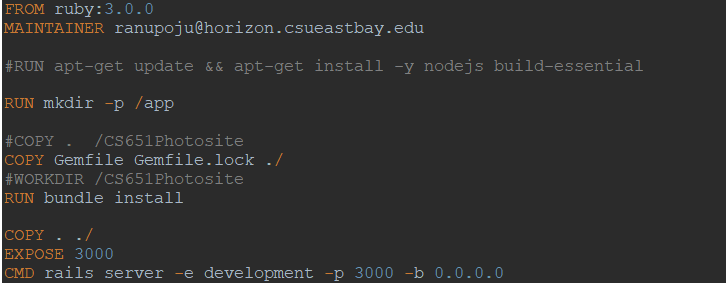 FROM ruby:3.0.0
MAINTAINER ranupoju@horizon.csueastbay.edu
#RUN apt-get update && apt-get install -y nodejs build-essential
RUN mkdir -p /app
#COPY .  /CS651Photosite
COPY Gemfile Gemfile.lock ./
#WORKDIR /CS651Photosite
RUN bundle install
COPY . ./
EXPOSE 3000
CMD rails server -e development -p 3000 -b 0.0.0.0